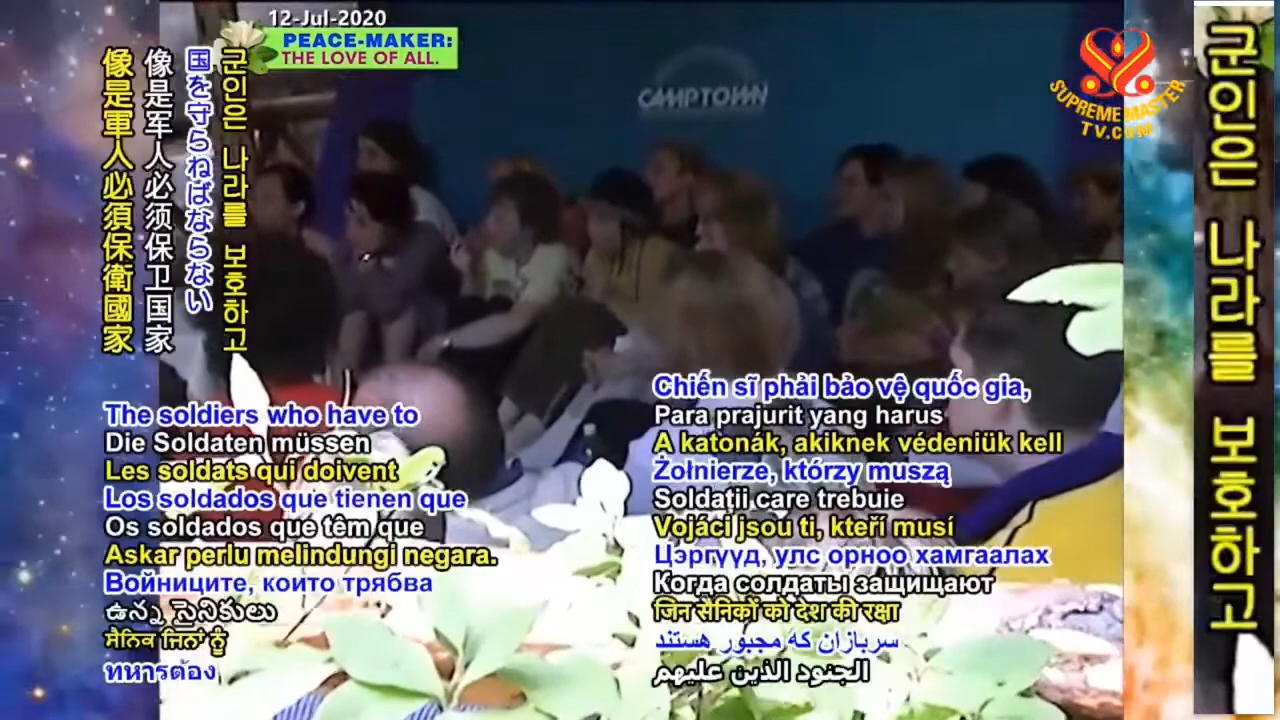 12-Jul-2020
PEACE-MAKER:
THE LOVE OF ALL.
CAMPTOWN
SUPREME MASTER
TV.COM
군인은 나라를 보호하고
国を守らねばならない
像是军人必须保卫国家
像是軍人必須保衛國家
The soldiers who have to
Die Soldaten müssen
Les soldats qui doivent
Los soldados que tienen que
Os soldados que têm que
Askar perlu melindungi negara.
Войниците, които трябва
ఉన్న సైనికులు
ਸੈਨਿਕ ਜਿਨਾਂ ਨੂੰ
ทหารต้อง
Chiến sĩ phải bảo vệ quốc gia,
Para prajurit yang harus
A katonák, akiknek védeniük kell
Żołnierze, którzy muszą
Soldații care trebuie
Vojáci jsou ti, kteří musí
Цэргүүд, улс орноо хамгаалах
Когда солдаты защищают
जिन सैनिकों को देश की रक्षा
سربازان که مجبور هستند
الجنود الذين عليهم
군인은 나라를 보호하고